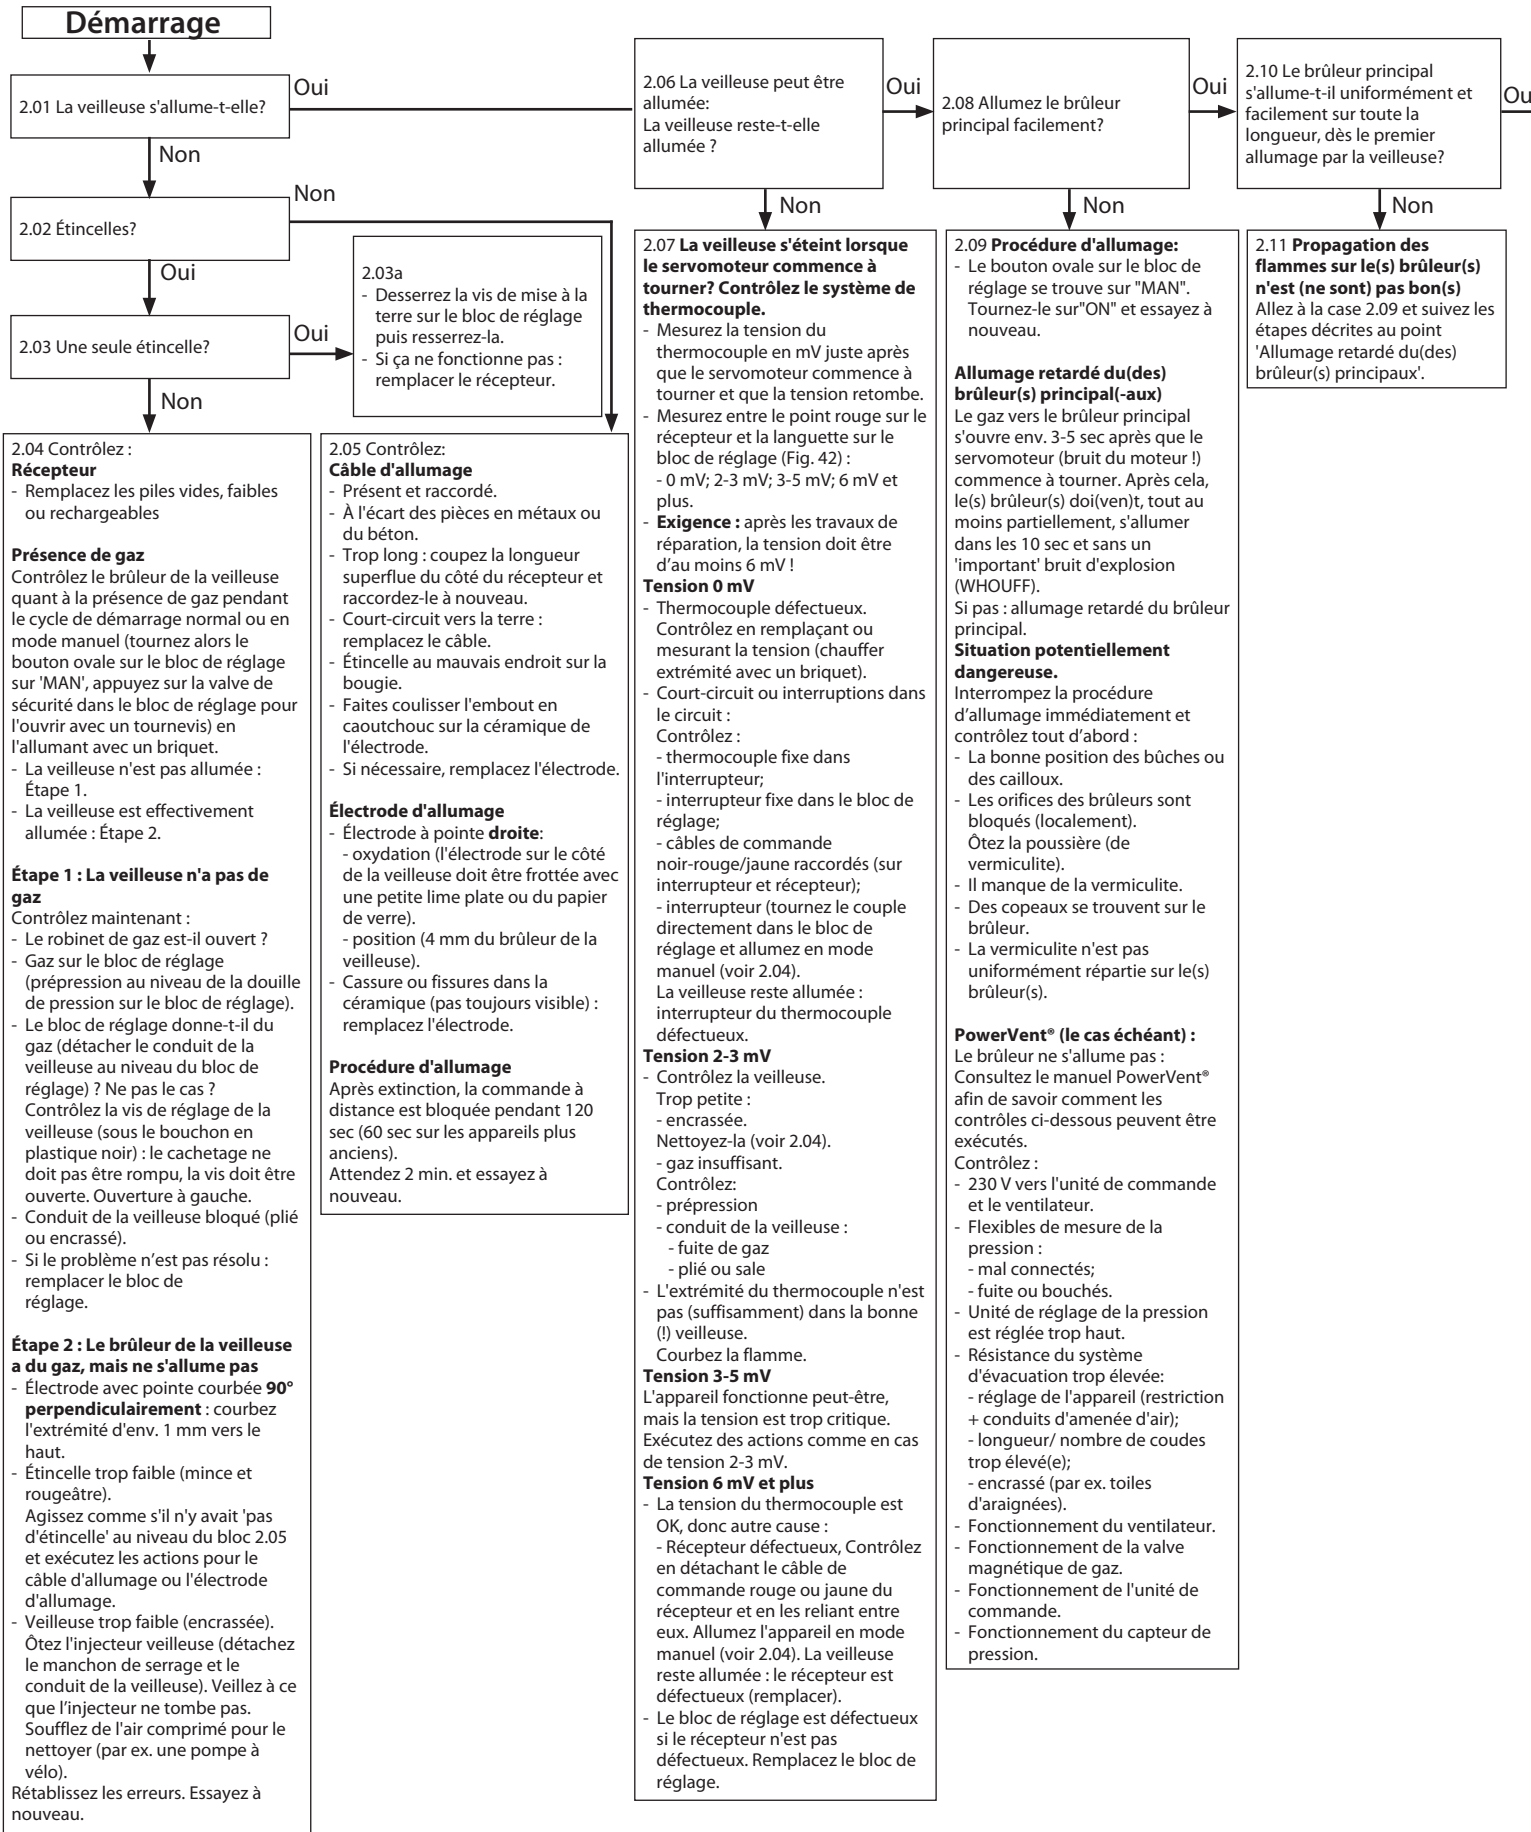 Démarrage
2.01 La veilleuse s'allume-t-elle?
Oui
Non
2.02 Étincelles?
Non
Oui
2.03 Une seule étincelle?
Oui
Non
2.03a
- Desserrez la vis de mise à la
terre sur le bloc de réglage
puis resserrez-la.
- Si ça ne fonctionne pas :
remplacer le récepteur.
2.04 Contrôlez :
Récepteur
- Remplacez les piles vides, faibles
ou rechargeables
Présence de gaz
Contrôlez le brûleur de la veilleuse
quant à la présence de gaz pendant
le cycle de démarrage normal ou en
mode manuel (tournez alors le
bouton ovale sur le bloc de réglage
sur 'MAN', appuyez sur la valve de
sécurité dans le bloc de réglage pour
l'ouvrir avec un tournevis) en
l'allumant avec un briquet.
- La veilleuse n'est pas allumée :
Étape 1.
- La veilleuse est effectivement
allumée : Étape 2.
Étape 1 : La veilleuse n'a pas de
gaz
Contrôlez maintenant :
- Le robinet de gaz est-il ouvert ?
- Gaz sur le bloc de réglage
(prépression au niveau de la douille
de pression sur le bloc de réglage).
- Le bloc de réglage donne-t-il du
gaz (détacher le conduit de la
veilleuse au niveau du bloc de
réglage) ? Ne pas le cas ?
Contrôlez la vis de réglage de la
veilleuse (sous le bouchon en
plastique noir) : le cachetage ne
doit pas être rompu, la vis doit être
ouverte. Ouverture à gauche.
- Conduit de la veilleuse bloqué (plié
ou encrassé).
- Si le problème n'est pas résolu :
remplacer le bloc de
réglage.
Étape 2 : Le brûleur de la veilleuse
a du gaz, mais ne s'allume pas
- Électrode avec pointe courbée 90°
perpendiculairement : courbez
l'extrémité d'env. 1 mm vers le
haut.
- Étincelle trop faible (mince et
rougeâtre).
Agissez comme s'il n'y avait 'pas
d'étincelle' au niveau du bloc 2.05
et exécutez les actions pour le
câble d'allumage ou l'électrode
d'allumage.
- Veilleuse trop faible (encrassée).
Ôtez l'injecteur veilleuse (détachez
le manchon de serrage et le
conduit de la veilleuse). Veillez à ce
que l'injecteur ne tombe pas.
Soufflez de l'air comprimé pour le
nettoyer (par ex. une pompe à
vélo).
Rétablissez les erreurs. Essayez à
nouveau.
2.05 Contrôlez:
Câble d'allumage
- Présent et raccordé.
- À l'écart des pièces en métaux ou
du béton.
- Trop long : coupez la longueur
superflue du côté du récepteur et
raccordez-le à nouveau.
- Court-circuit vers la terre :
remplacez le câble.
- Étincelle au mauvais endroit sur la
bougie.
- Faites coulisser l'embout en
caoutchouc sur la céramique de
l'électrode.
- Si nécessaire, remplacez l'électrode.
Électrode d'allumage
- Électrode à pointe droite:
- oxydation (l'électrode sur le côté
de la veilleuse doit être frottée avec
une petite lime plate ou du papier
de verre).
- position (4 mm du brûleur de la
veilleuse).
- Cassure ou fissures dans la
céramique (pas toujours visible) :
remplacez l'électrode.
Procédure d'allumage
Après extinction, la commande à
distance est bloquée pendant 120
sec (60 sec sur les appareils plus
anciens).
Attendez 2 min. et essayez à
nouveau.
2.06 La veilleuse peut être
allumée:
La veilleuse reste-t-elle
allumée ?
Oui
Non
2.07 La veilleuse s'éteint lorsque
le servomoteur commence à
tourner? Contrôlez le système de
thermocouple.
- Mesurez la tension du
thermocouple en mV juste après
que le servomoteur commence à
tourner et que la tension retombe.
- Mesurez entre le point rouge sur le
récepteur et la languette sur le
bloc de réglage (Fig. 42) :
- 0 mV; 2-3 mV; 3-5 mV; 6 mV et
plus.
- Exigence : après les travaux de
réparation, la tension doit être
d'au moins 6 mV !
Tension 0 mV
- Thermocouple défectueux.
Contrôlez en remplaçant ou
mesurant la tension (chauffer
extrémité avec un briquet).
- Court-circuit ou interruptions dans
le circuit :
Contrôlez :
- thermocouple fixe dans
l'interrupteur;
- interrupteur fixe dans le bloc de
réglage;
- câbles de commande
noir-rouge/jaune raccordés (sur
interrupteur et récepteur);
- interrupteur (tournez le couple
directement dans le bloc de
réglage et allumez en mode
manuel (voir 2.04).
La veilleuse reste allumée :
interrupteur du thermocouple
défectueux.
Tension 2-3 mV
- Contrôlez la veilleuse.
Trop petite :
- encrassée.
Nettoyez-la (voir 2.04).
- gaz insuffisant.
Contrôlez:
- prépression
- conduit de la veilleuse :
- fuite de gaz
- plié ou sale
- L'extrémité du thermocouple n'est
pas (suffisamment) dans la bonne
(!) veilleuse.
Courbez la flamme.
Tension 3-5 mV
L'appareil fonctionne peut-être,
mais la tension est trop critique.
Exécutez des actions comme en cas
de tension 2-3 mV.
Tension 6 mV et plus
- La tension du thermocouple est
OK, donc autre cause :
- Récepteur défectueux, Contrôlez
en détachant le câble de
commande rouge ou jaune du
récepteur et en les reliant entre
eux. Allumez l'appareil en mode
manuel (voir 2.04). La veilleuse
reste allumée : le récepteur est
défectueux (remplacer).
- Le bloc de réglage est défectueux
si le récepteur n'est pas
défectueux. Remplacez le bloc de
réglage.
2.08 Allumez le brûleur
principal facilement?
Oui
Non
2.09 Procédure d'allumage:
- Le bouton ovale sur le bloc de
réglage se trouve sur "MAN".
Tournez-le sur"ON" et essayez à
nouveau.
Allumage retardé du(des)
brûleur(s) principal(-aux)
Le gaz vers le brûleur principal
s'ouvre env. 3-5 sec après que le
servomoteur (bruit du moteur !)
commence à tourner. Après cela,
le(s) brûleur(s) doi(ven)t, tout au
moins partiellement, s'allumer
dans les 10 sec et sans un
'important' bruit d'explosion
(WHOUFF).
Si pas : allumage retardé du brûleur
principal.
Situation potentiellement
dangereuse.
Interrompez la procédure
d'allumage immédiatement et
contrôlez tout d'abord :
- La bonne position des bûches ou
des cailloux.
- Les orifices des brûleurs sont
bloqués (localement).
Ôtez la poussière (de
vermiculite).
- Il manque de la vermiculite.
- Des copeaux se trouvent sur le
brûleur.
- La vermiculite n'est pas
uniformément répartie sur le(s)
brûleur(s).
PowerVent® (le cas échéant) :
Le brûleur ne s'allume pas :
Consultez le manuel PowerVent®
afin de savoir comment les
contrôles ci-dessous peuvent être
exécutés.
Contrôlez :
- 230 V vers l'unité de commande
et le ventilateur.
- Flexibles de mesure de la
pression :
- mal connectés;
- fuite ou bouchés.
- Unité de réglage de la pression
est réglée trop haut.
- Résistance du système
d'évacuation trop élevée:
- réglage de l'appareil (restriction
+ conduits d'amenée d'air);
- longueur/ nombre de coudes
trop élevé(e);
- encrassé (par ex. toiles
d'araignées).
- Fonctionnement du ventilateur.
- Fonctionnement de la valve
magnétique de gaz.
- Fonctionnement de l'unité de
commande.
- Fonctionnement du capteur de
pression.
2.10 Le brûleur principal
s'allume-t-il uniformément et
facilement sur toute la
longueur, dès le premier
allumage par la veilleuse?
Ou
Non
2.11 Propagation des
flammes sur le(s) brûleur(s)
n'est (ne sont) pas bon(s)
Allez à la case 2.09 et suivez les
étapes décrites au point
'Allumage retardé du(des)
brûleur(s) principaux'.